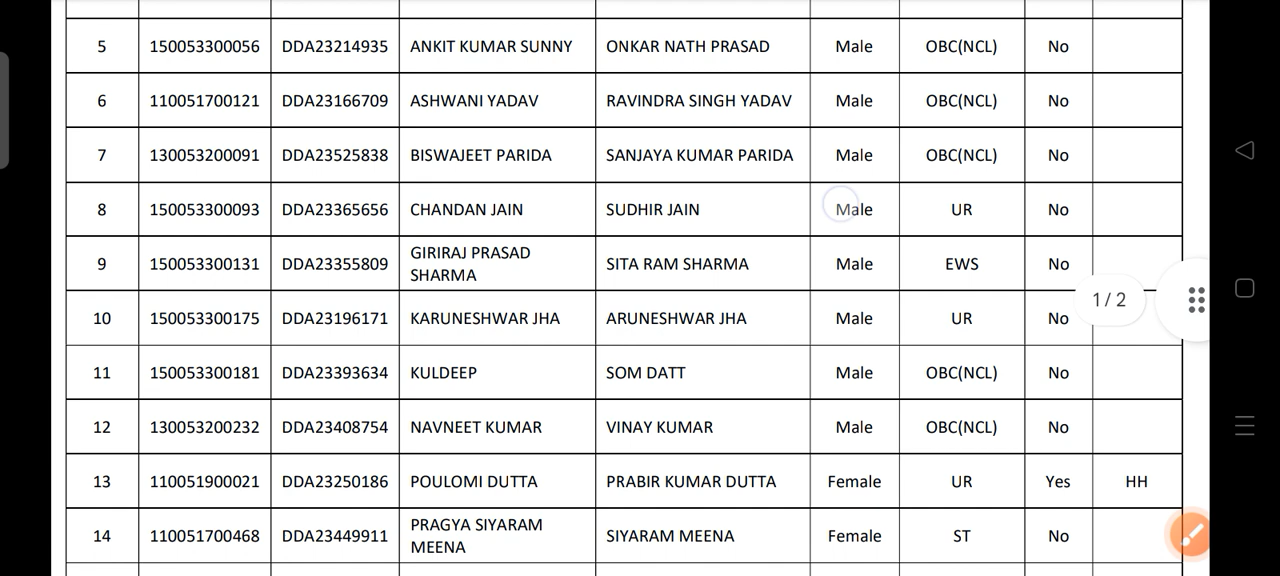 5 150053300056 DDA23214935 ANKIT KUMAR SUNNY ONKAR NATH PRASAD Male OBC(NCL) No
6 110051700121 DDA23166709 ASHWANI YADAV RAVINDRA SINGH YADAV Male OBC(NCL) No
7 130053200091 DDA23525838 BISWAJEET PARIDA SANJAYA KUMAR PARIDA Male OBC(NCL) No
8 150053300093 DDA23365656 CHANDAN JAIN SUDHIR JAIN Male UR No
9 150053300131 DDA23355809 GIRIRAJ PRASAD
SHARMA SITA RAM SHARMA Male EWS No
1 / 2
10 150053300175 DDA23196171 KARUNESHWAR JHA ARUNESHWAR JHA Male UR No
11 150053300181 DDA23393634 KULDEEP SOM DATT Male OBC(NCL) No
12 130053200232 DDA23408754 NAVNEET KUMAR VINAY KUMAR Male OBC(NCL) No
13 110051900021 DDA23250186 POULOMI DUTTA PRABIR KUMAR DUTTA Female UR Yes HH
14 110051700468 DDA23449911 PRAGYA SIYARAM
MEENA SIYARAM MEENA Female ST No